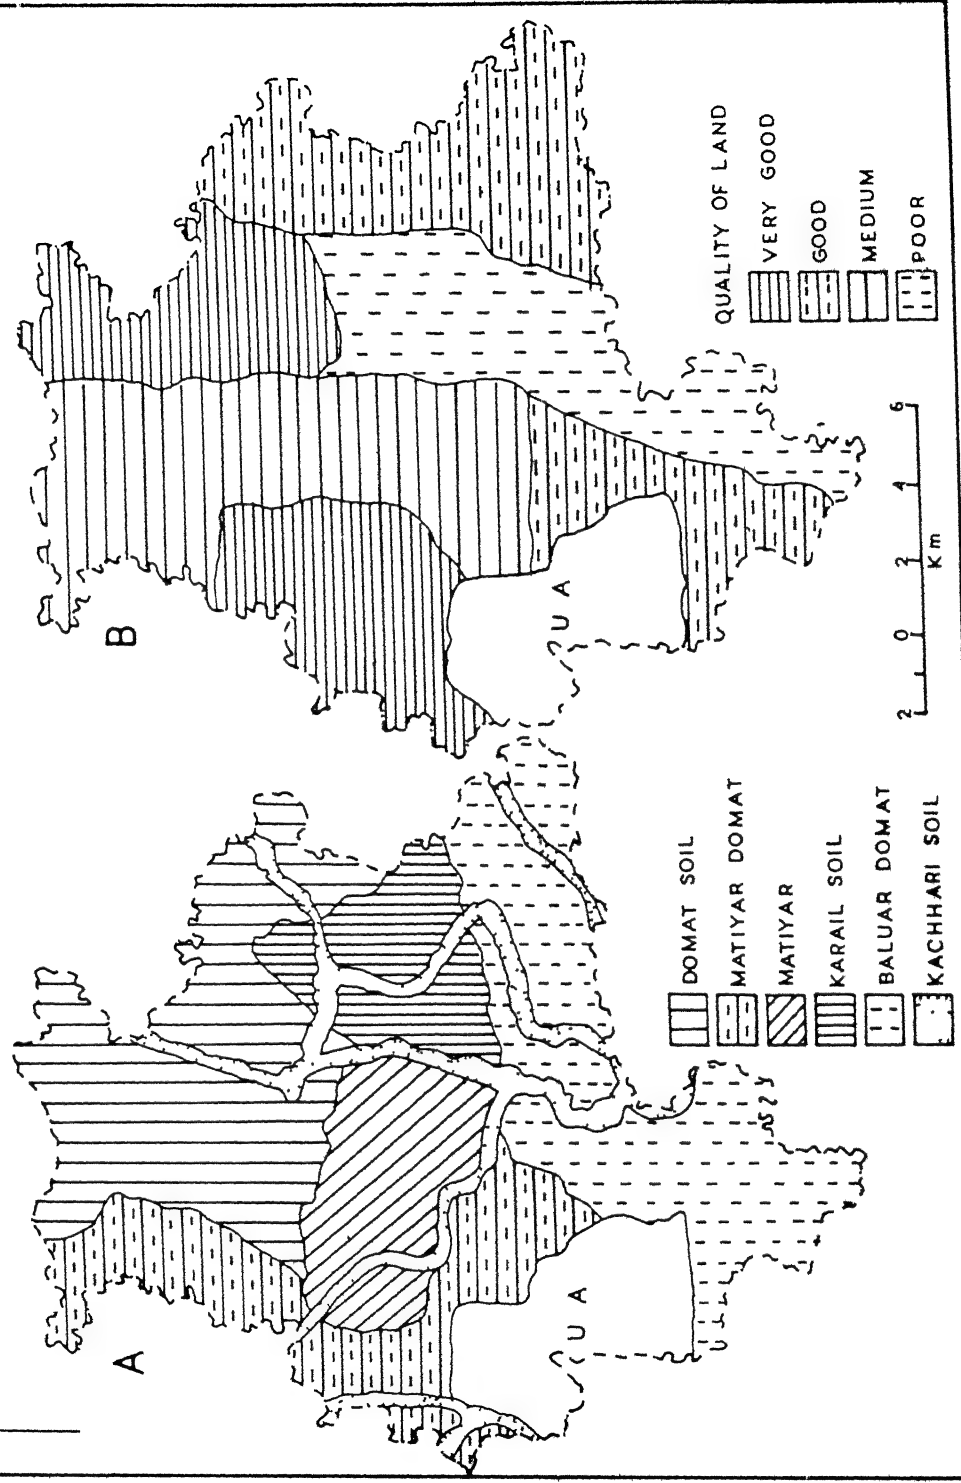 A
B
U A
U A
DOMAT SOIL
MATIYAR DOMAT
MATIYAR
KARAIL SOIL
BALUAR DOMAT
KACHHARI SOIL
QUALITY OF LAND
VERY GOOD
GOOD
MEDIUM
POOR
2 0 2 4 6
Km